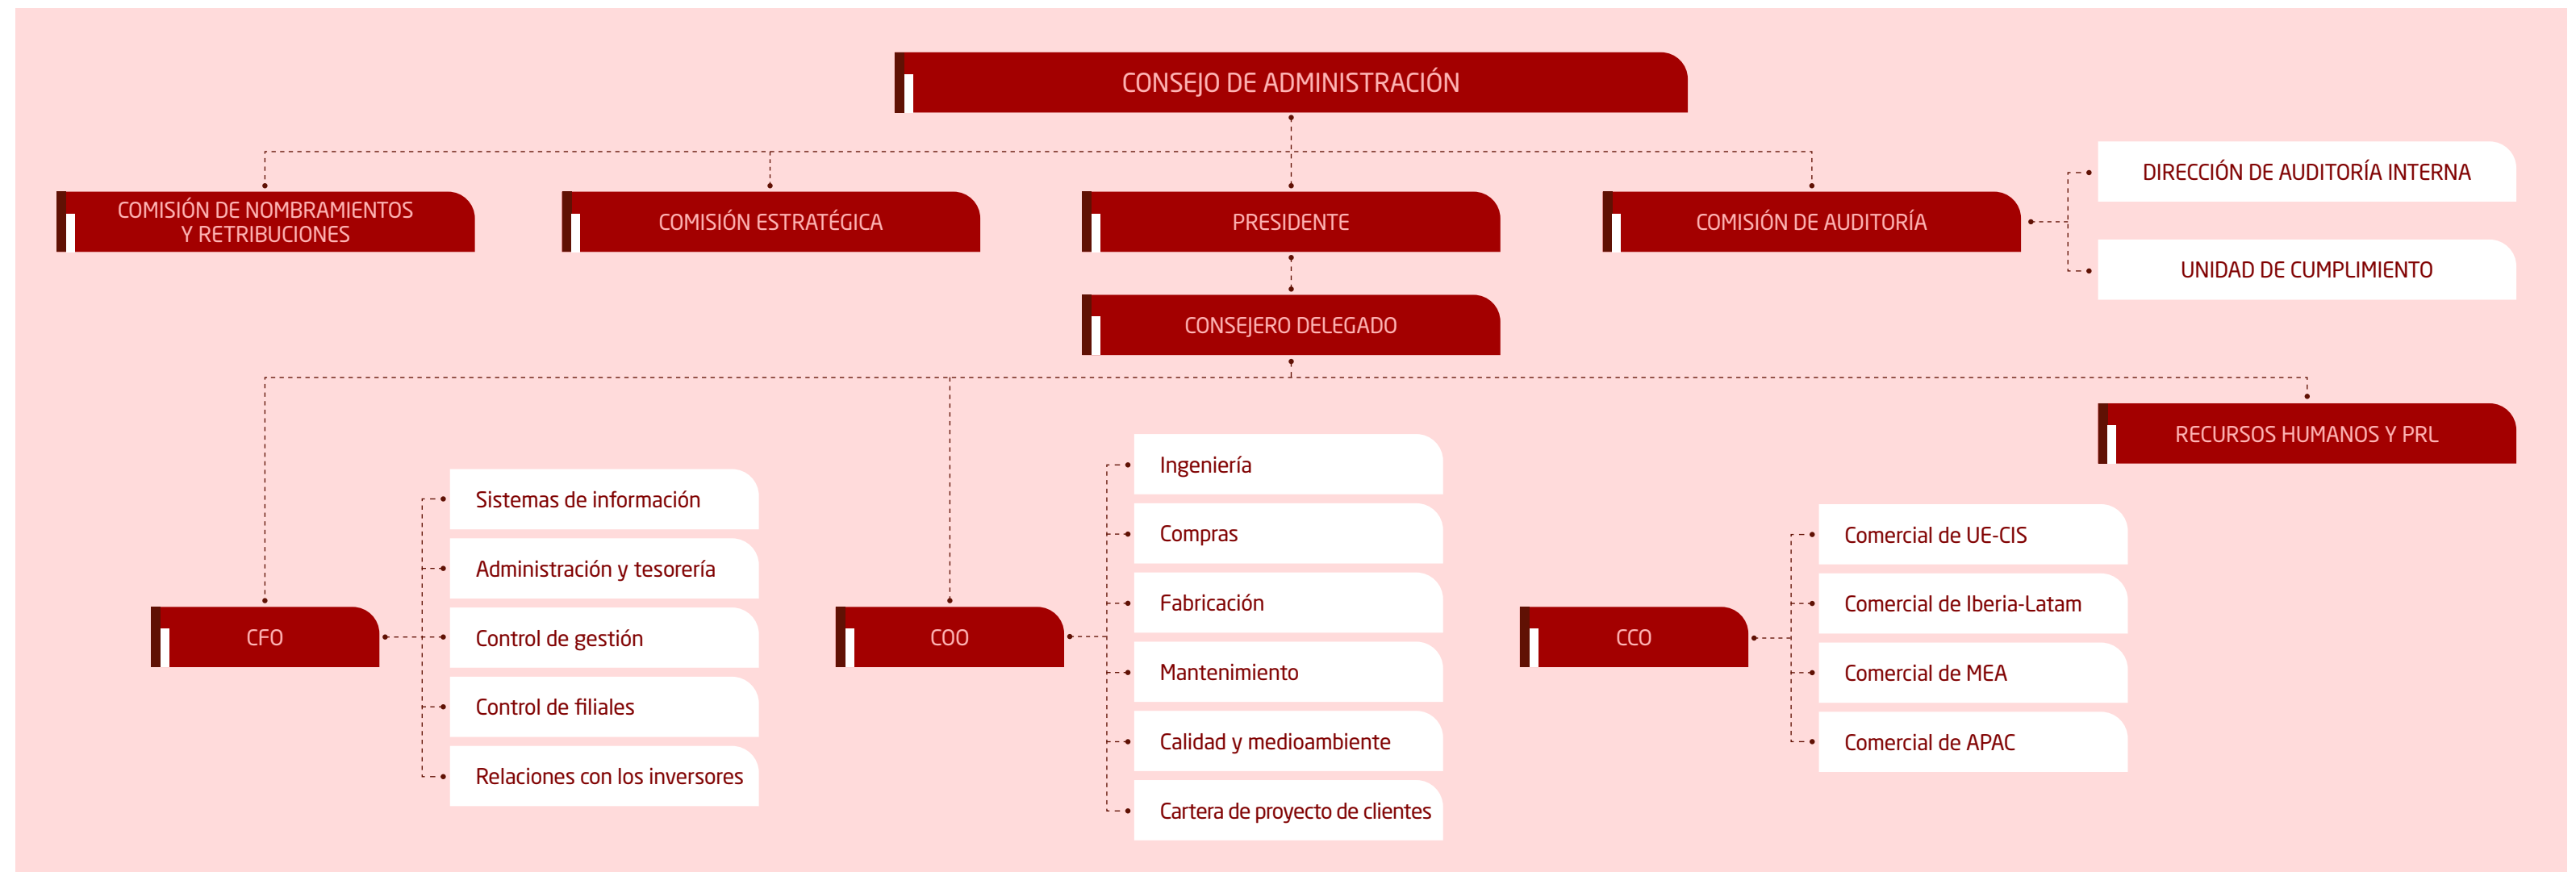 CONSEJO DE ADMINISTRACIÓN
COMISIÓN DE NOMBRAMIENTOS
Y RETRIBUCIONES
COMISIÓN ESTRATÉGICA
PRESIDENTE
COMISIÓN DE AUDITORÍA
DIRECCIÓN DE AUDITORÍA INTERNA
UNIDAD DE CUMPLIMIENTO
CONSEJERO DELEGADO
RECURSOS HUMANOS Y PRL
CFO
Sistemas de información
Administración y tesorería
Control de gestión
Control de filiales
Relaciones con los inversores
COO
Ingeniería
Compras
Fabricación
Mantenimiento
Calidad y medioambiente
Cartera de proyecto de clientes
CCO
Comercial de UE-CIS
Comercial de Iberia-Latam
Comercial de MEA
Comercial de APAC